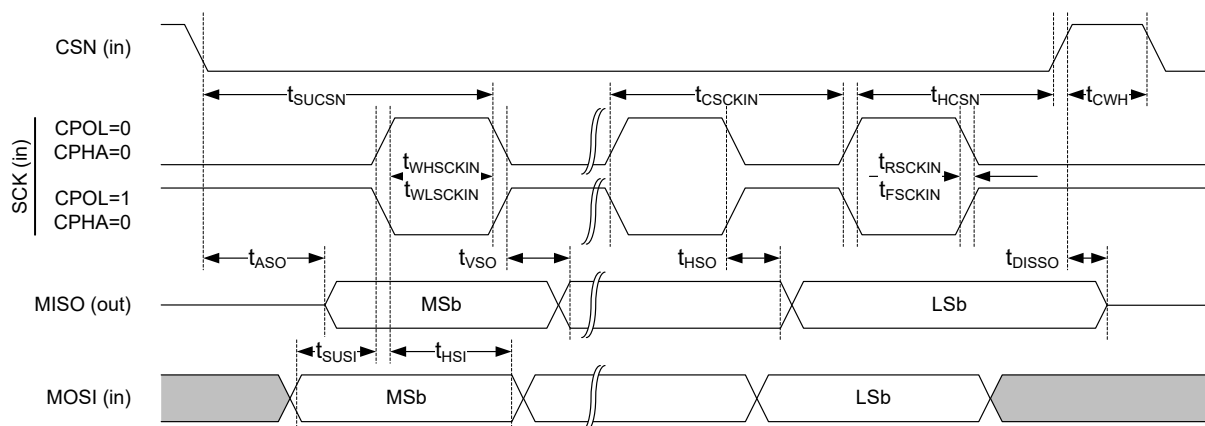 CSN (in)
tSUCSN
tCSCKIN
tHCSN
tCWH
SCK (in)
CPOL=0
CPHA=0
tWHSCKIN
tWLSCKIN
tRSCKIN
tFSCKIN
CPOL=1
CPHA=0
tASO
tVSO
tHSO
tDISSO
MISO (out)
MSb
LSb
tSUSI
tHSI
MOSI (in)
MSb
LSb